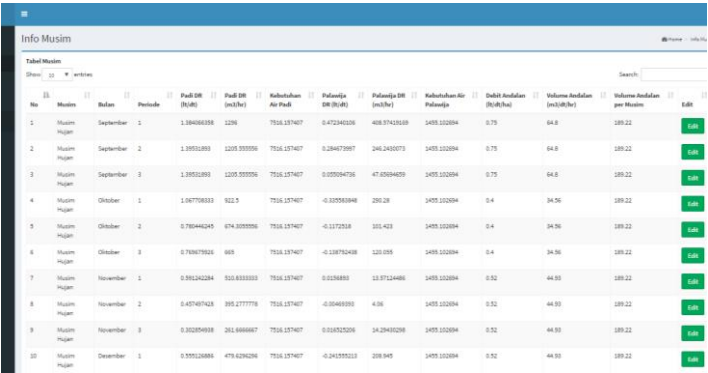 Info Musim
Home / Info Mu
Tabel Musim
Show 10 entries Search:
No Musim Bulan Periode Padi DR (lt/dt) Padi DR (m3/hr) Kebutuhan Air Padi Palawija DR (lt/dt) Palawija DR (m3/hr) Kebutuhan Air Palawija Debit Andalan (lt/dt/ha) Volume Andalan (m3/dt/hr) Volume Andalan per Musim Edit
1 Musim Hujan September 1 1.384066358 1296 7516.157407 0.472340106 408.57419169 1455.102694 0.75 64.8 189.22 Edit
2 Musim Hujan September 2 1.39531893 1205.555556 7516.157407 0.284673997 246.2430073 1455.102694 0.75 64.8 189.22 Edit
3 Musim Hujan September 3 1.39531893 1205.555556 7516.157407 0.055094736 47.65694659 1455.102694 0.75 64.8 189.22 Edit
4 Musim Hujan Oktober 1 1.067708333 922.5 7516.157407 -0.335583848 290.28 1455.102694 0.4 34.56 189.22 Edit
5 Musim Hujan Oktober 2 0.780446245 674.3055556 7516.157407 -0.1172518 101.423 1455.102694 0.4 34.56 189.22 Edit
6 Musim Hujan Oktober 3 0.769675926 665 7516.157407 -0.138792438 120.055 1455.102694 0.4 34.56 189.22 Edit
7 Musim Hujan November 1 0.591242284 510.8333333 7516.157407 0.0156893 13.57124486 1455.102694 0.52 44.93 189.22 Edit
8 Musim Hujan November 2 0.457497428 395.2777778 7516.157407 -0.00469393 4.06 1455.102694 0.52 44.93 189.22 Edit
9 Musim Hujan November 3 0.302854938 261.6666667 7516.157407 0.016525206 14.29430298 1455.102694 0.52 44.93 189.22 Edit
10 Musim Hujan Desember 1 0.555126886 479.6296296 7516.157407 -0.241555213 208.945 1455.102694 0.52 44.93 189.22 Edit